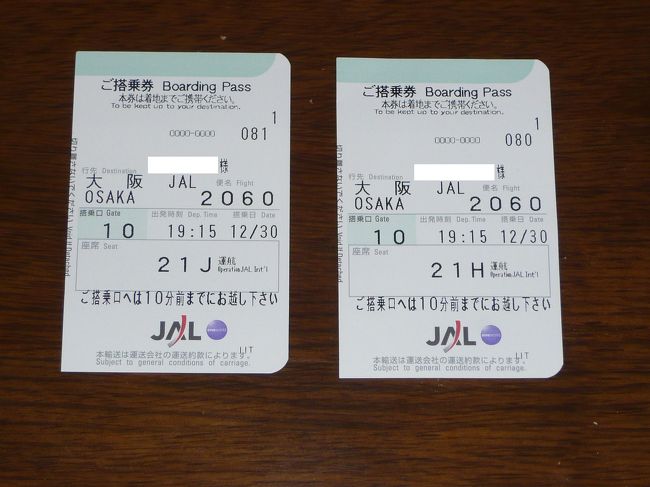 ご搭乗券 Boarding Pass
本券は着地までご携帯ください。
To be kept up to your destination.
1
0000-0000
081
様
行先 Destination
便名 Flight
大阪 JAL
OSAKA
2060
搭乗口 Gate 出発時刻 Dep. Time 搭乗日 Date
10 19:15 12/30
座席 Seat
21J 運航
Operation:JAL Int'l
ご搭乗口へは10分前までにお越し下さい
JAL
LIT
本輸送は運送会社の運送約款によります。
Subject to general conditions of carriage.
ご搭乗券 Boarding Pass
本券は着地までご携帯ください。
To be kept up to your destination.
1
0000-0000
080
様
行先 Destination
便名 Flight
大阪 JAL
OSAKA
2060
搭乗口 Gate 出発時刻 Dep. Time 搭乗日 Date
10 19:15 12/30
座席 Seat
21H 運航
Operation:JAL Int'l
ご搭乗口へは10分前までにお越し下さい
JAL
LIT
本輸送は運送会社の運送約款によります。
Subject to general conditions of carriage.